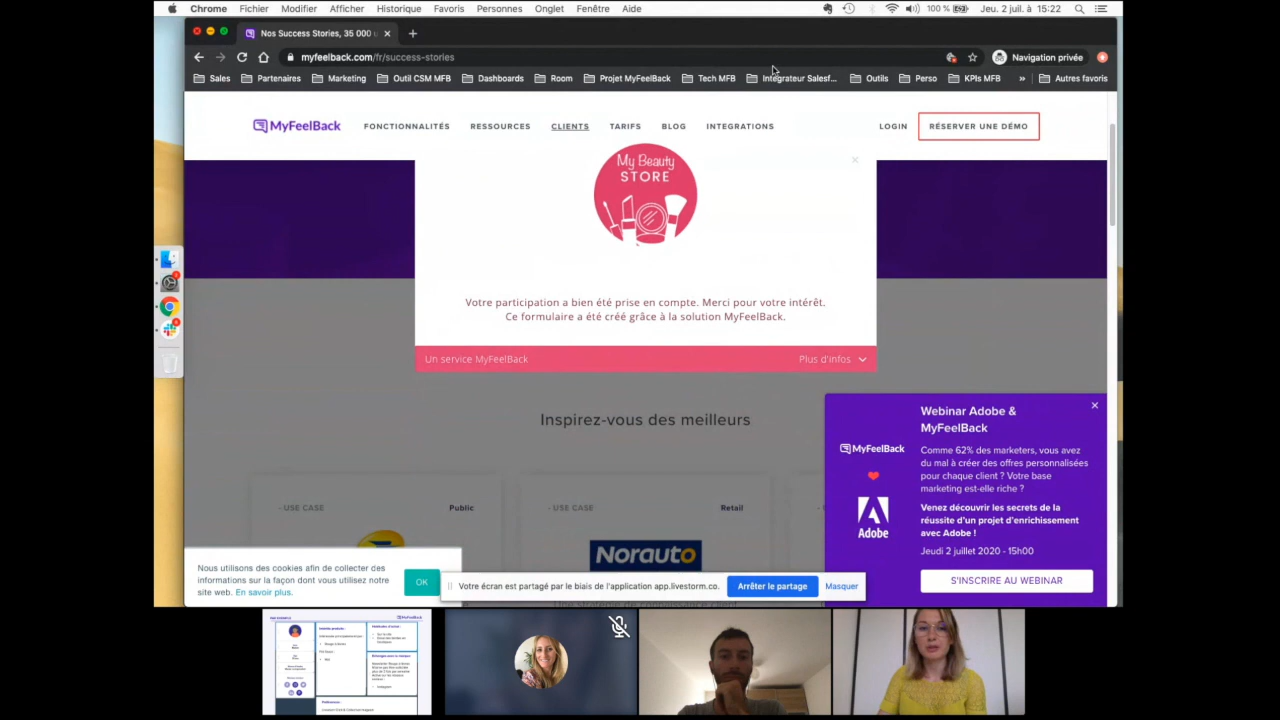 Chrome Fichier Modifier Afficher Historique Favoris Personnes Onglet Fenêtre Aide 100 % Jeu. 2 juil. à 15:22
Nos Success Stories, 35 000 u
myfeelback.com/fr/success-stories Navigation privée
Sales Partenaires Marketing Outil CSM MFB Dashboards Room Projet MyFeelBack Tech MFB Intégrateur Salesf... Outils Perso KPIs MFB » Autres favoris
MyFeelBack FONCTIONNALITÉS RESSOURCES CLIENTS TARIFS BLOG INTEGRATIONS LOGIN RÉSERVER UNE DÉMO
My Beauty
STORE
Votre participation a bien été prise en compte. Merci pour votre intérêt.
Ce formulaire a été créé grâce à la solution MyFeelBack.
Un service MyFeelBack Plus d'infos
Inspirez-vous des meilleurs
- USE CASE Public
- USE CASE Retail
Norauto
Webinar Adobe &
MyFeelBack
MyFeelBack
Adobe
Comme 62% des marketers, vous avez
du mal à créer des offres personnalisées
pour chaque client ? Votre base
marketing est-elle riche ?
Venez découvrir les secrets de la
réussite d'un projet d'enrichissement
avec Adobe !
Jeudi 2 juillet 2020 - 15h00
S'INSCRIRE AU WEBINAR
Nous utilisons des cookies afin de collecter des
informations sur la façon dont vous utilisez notre
site web. En savoir plus.
OK
Votre écran est partagé par le biais de l'application app.livestorm.co. Arrêter le partage Masquer